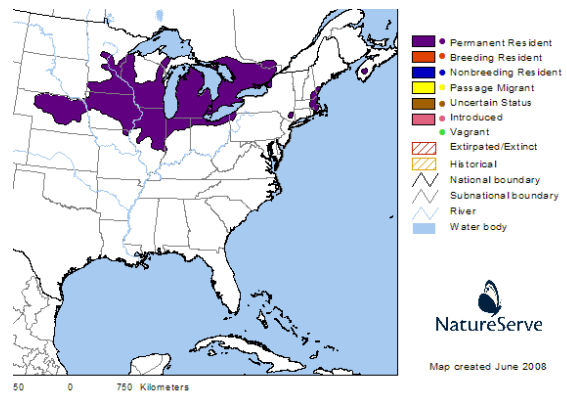 Permanent Resident
Breeding Resident
Nonbreeding Resident
Passage Migrant
Uncertain Status
Introduced
Vagrant
Extirpated/Extinct
Historical
National boundary
Subnational boundary
River
Water body
NatureServe
Map created June 2008
50 0 750 Kilometers